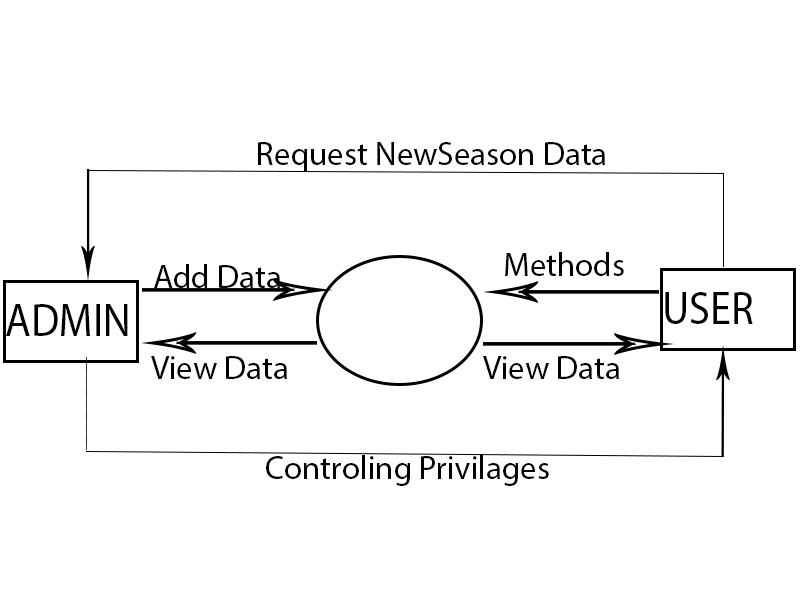 Request NewSeason Data
Add Data
Methods
ADMIN
USER
View Data
View Data
Controling Privilages